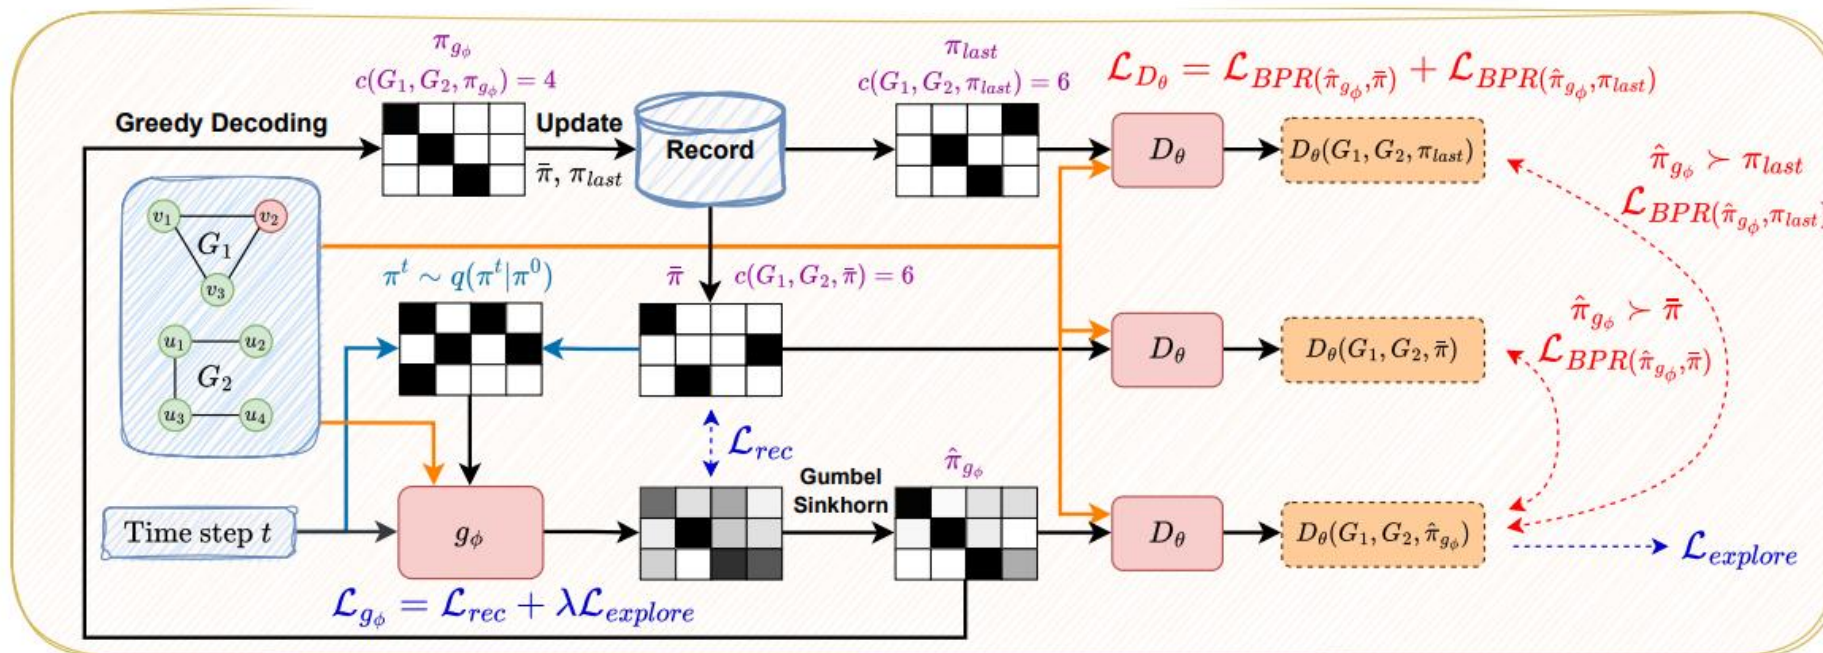 π_{g_ϕ}
c(G_1, G_2, π_{g_ϕ}) = 4
π_{last}
c(G_1, G_2, π_{last}) = 6
ℒ_{D_θ} = ℒ_{BPR(π̂_{g_ϕ}, π̄)} + ℒ_{BPR(π̂_{g_ϕ}, π_{last})}
Greedy Decoding
Update
π̄, π_{last}
Record
D_θ
D_θ(G_1, G_2, π_{last})
π̂_{g_ϕ} ≻ π_{last}
ℒ_{BPR(π̂_{g_ϕ}, π_{last})}
v_1
v_2
G_1
v_3
u_1
u_2
G_2
u_3
u_4
π^t ∼ q(π^t|π^0)
π̄
c(G_1, G_2, π̄) = 6
D_θ
D_θ(G_1, G_2, π̄)
π̂_{g_ϕ} ≻ π̄
ℒ_{BPR(π̂_{g_ϕ}, π̄)}
ℒ_{rec}
Time step t
g_ϕ
Gumbel
Sinkhorn
π̂_{g_ϕ}
D_θ
D_θ(G_1, G_2, π̂_{g_ϕ})
ℒ_{explore}
ℒ_{g_ϕ} = ℒ_{rec} + λℒ_{explore}